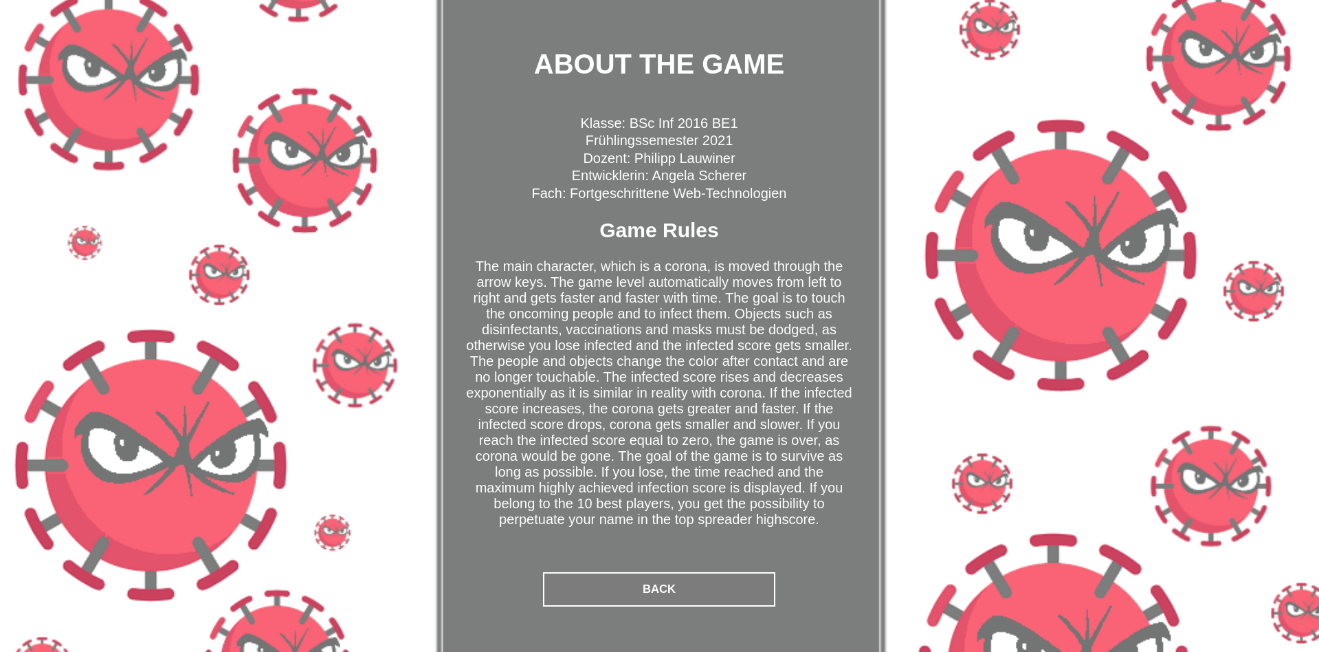 ABOUT THE GAME
Klasse: BSc Inf 2016 BE1
Frühlingssemester 2021
Dozent: Philipp Lauwiner
Entwicklerin: Angela Scherer
Fach: Fortgeschrittene Web-Technologien
Game Rules
The main character, which is a corona, is moved through the
arrow keys. The game level automatically moves from left to
right and gets faster and faster with time. The goal is to touch
the oncoming people and to infect them. Objects such as
disinfectants, vaccinations and masks must be dodged, as
otherwise you lose infected and the infected score gets smaller.
The people and objects change the color after contact and are
no longer touchable. The infected score rises and decreases
exponentially as it is similar in reality with corona. If the infected
score increases, the corona gets greater and faster. If the
infected score drops, corona gets smaller and slower. If you
reach the infected score equal to zero, the game is over, as
corona would be gone. The goal of the game is to survive as
long as possible. If you lose, the time reached and the
maximum highly achieved infection score is displayed. If you
belong to the 10 best players, you get the possibility to
perpetuate your name in the top spreader highscore.
BACK